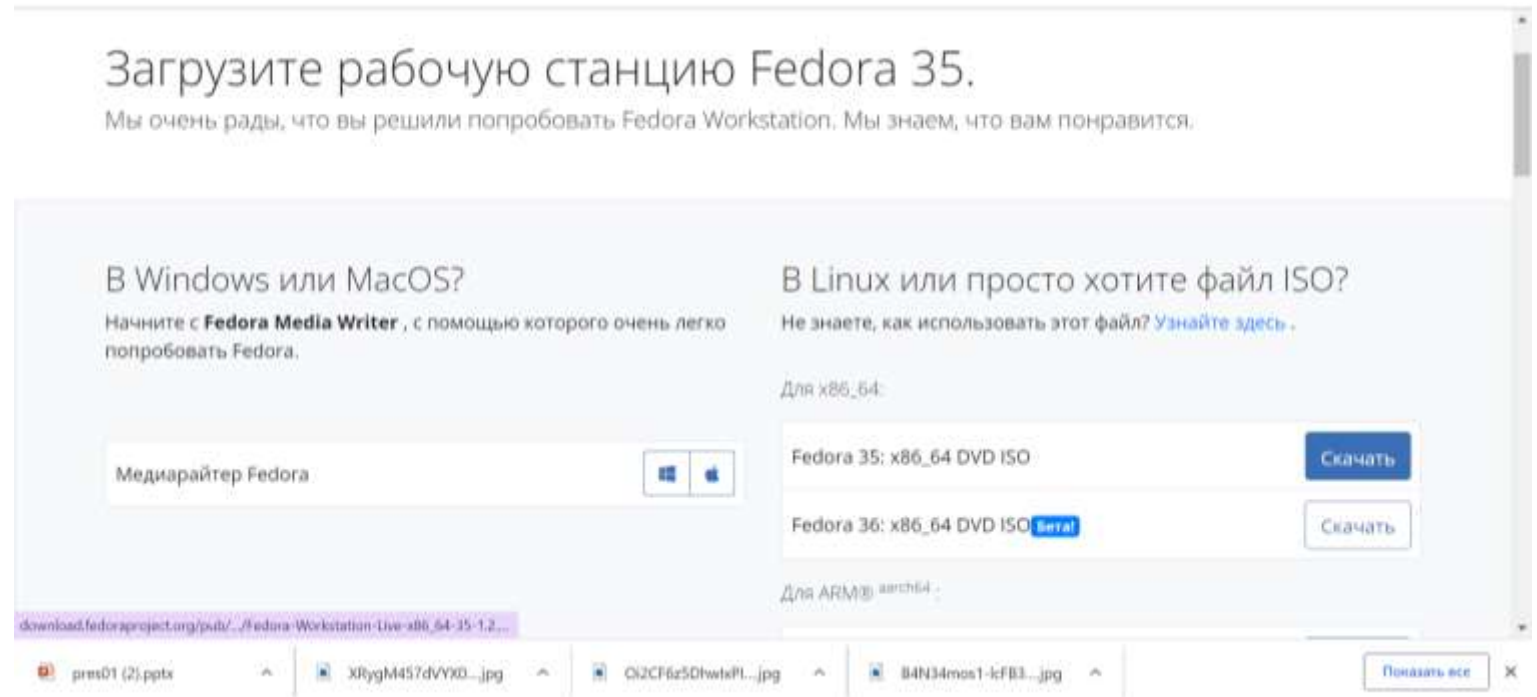 Загрузите рабочую станцию Fedora 35.
Мы очень рады, что вы решили попробовать Fedora Workstation. Мы знаем, что вам понравится.
В Windows или MacOS?
Начните с Fedora Media Writer , с помощью которого очень легко
попробовать Fedora.
Медиарайтер Fedora
В Linux или просто хотите файл ISO?
Не знаете, как использовать этот файл? Узнайте здесь .
Для x86_64:
Fedora 35: x86_64 DVD ISO
Скачать
Fedora 36: x86_64 DVD ISO Бета!
Скачать
Для ARM® aarch64 :
download.fedoraproject.org/pub/.../Fedora-Workstation-Live-x86_64-35-1.2....
pres01 (2).pptx
....jpg
....jpg
....jpg
Показать все